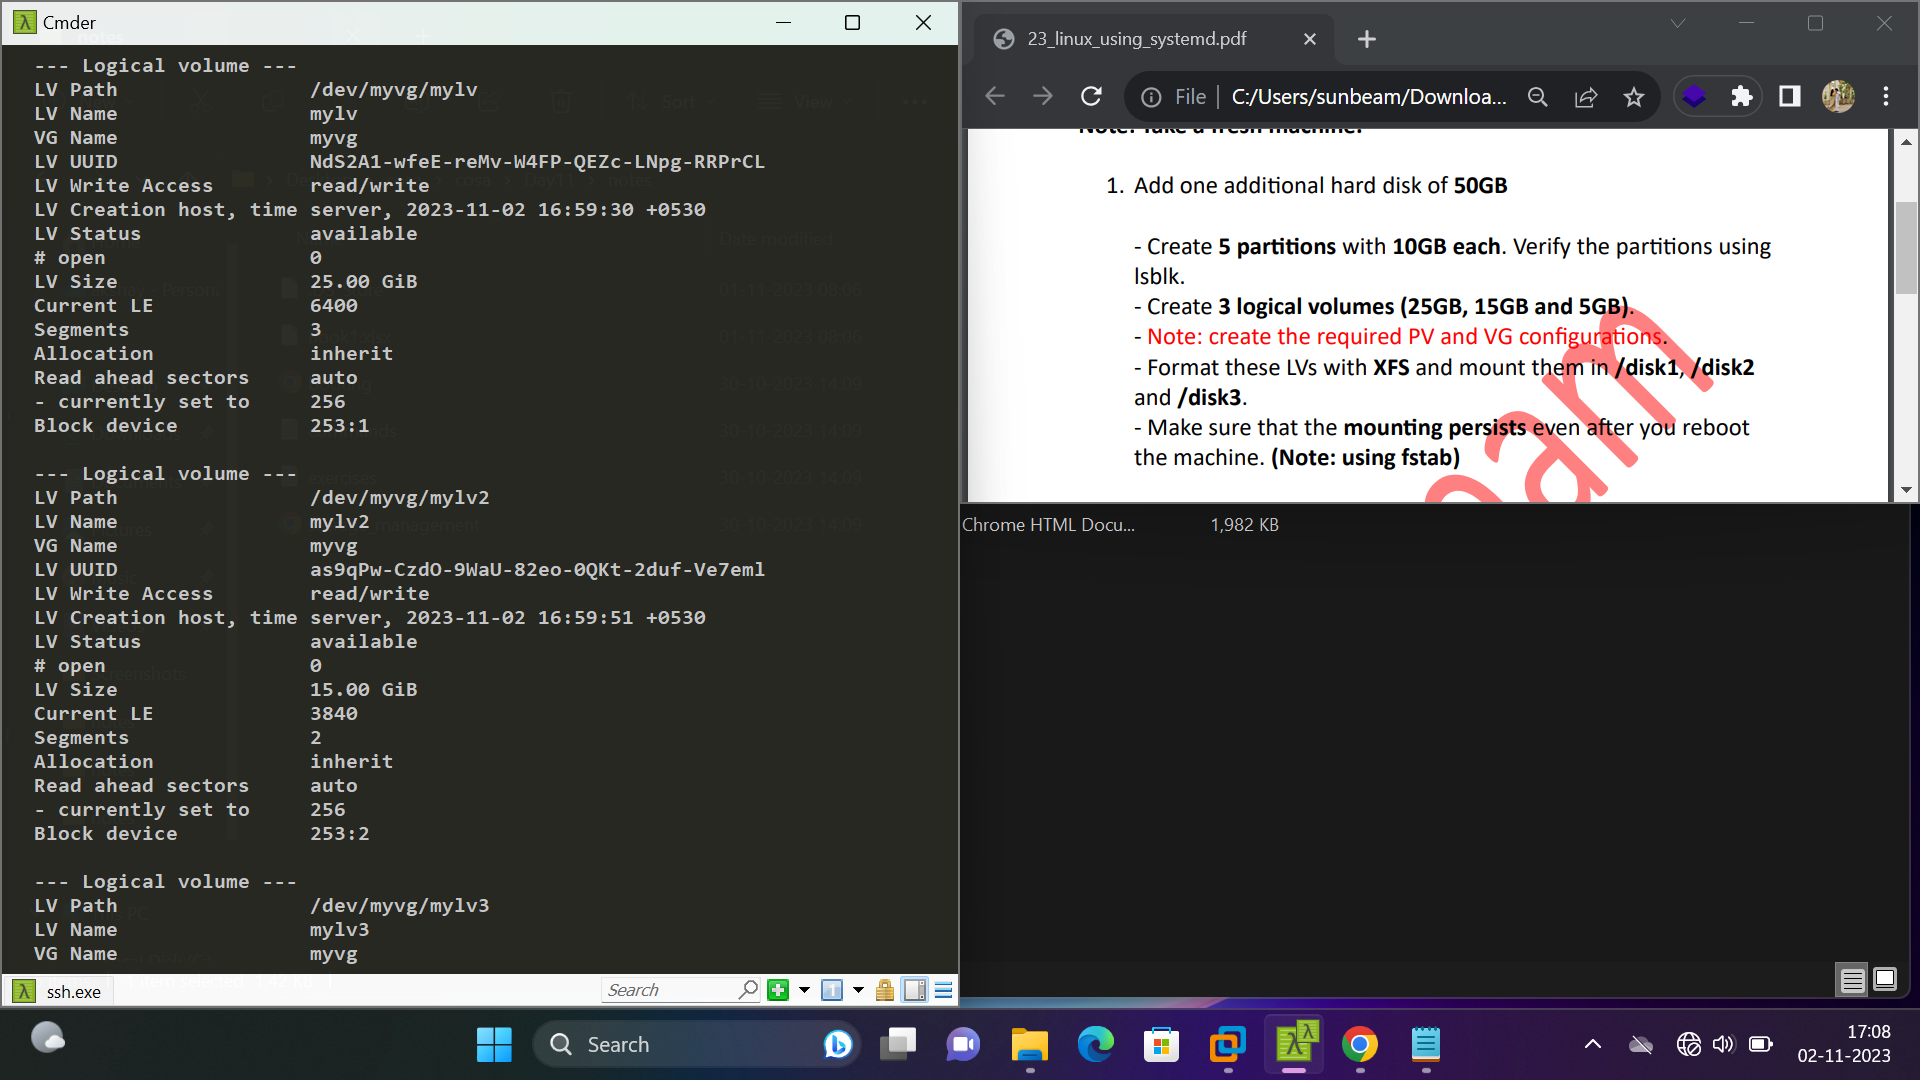 Cmder
--- Logical volume ---
LV Path                /dev/myvg/mylv
LV Name                mylv
VG Name                myvg
LV UUID                NdS2A1-wfeE-reMv-W4FP-QEZc-LNpg-RRPrCL
LV Write Access        read/write
LV Creation host, time server, 2023-11-02 16:59:30 +0530
LV Status              available
# open                 0
LV Size                25.00 GiB
Current LE             6400
Segments               3
Allocation             inherit
Read ahead sectors     auto
- currently set to     256
Block device           253:1
--- Logical volume ---
LV Path                /dev/myvg/mylv2
LV Name                mylv2
VG Name                myvg
LV UUID                as9qPw-CzdO-9WaU-82eo-0QKt-2duf-Ve7eml
LV Write Access        read/write
LV Creation host, time server, 2023-11-02 16:59:51 +0530
LV Status              available
# open                 0
LV Size                15.00 GiB
Current LE             3840
Segments               2
Allocation             inherit
Read ahead sectors     auto
- currently set to     256
Block device           253:2
--- Logical volume ---
LV Path                /dev/myvg/mylv3
LV Name                mylv3
VG Name                myvg
ssh.exe
Search
1
23_linux_using_systemd.pdf
File
C:/Users/sunbeam/Downloa...
Note: Take a fresh machine.
1. Add one additional hard disk of 50GB
- Create 5 partitions with 10GB each. Verify the partitions using
lsblk.
- Create 3 logical volumes (25GB, 15GB and 5GB).
- Note: create the required PV and VG configurations.
- Format these LVs with XFS and mount them in /disk1, /disk2
and /disk3.
- Make sure that the mounting persists even after you reboot
the machine. (Note: using fstab)
eam
Chrome HTML Docu...
1,982 KB
Search
17:08
02-11-2023